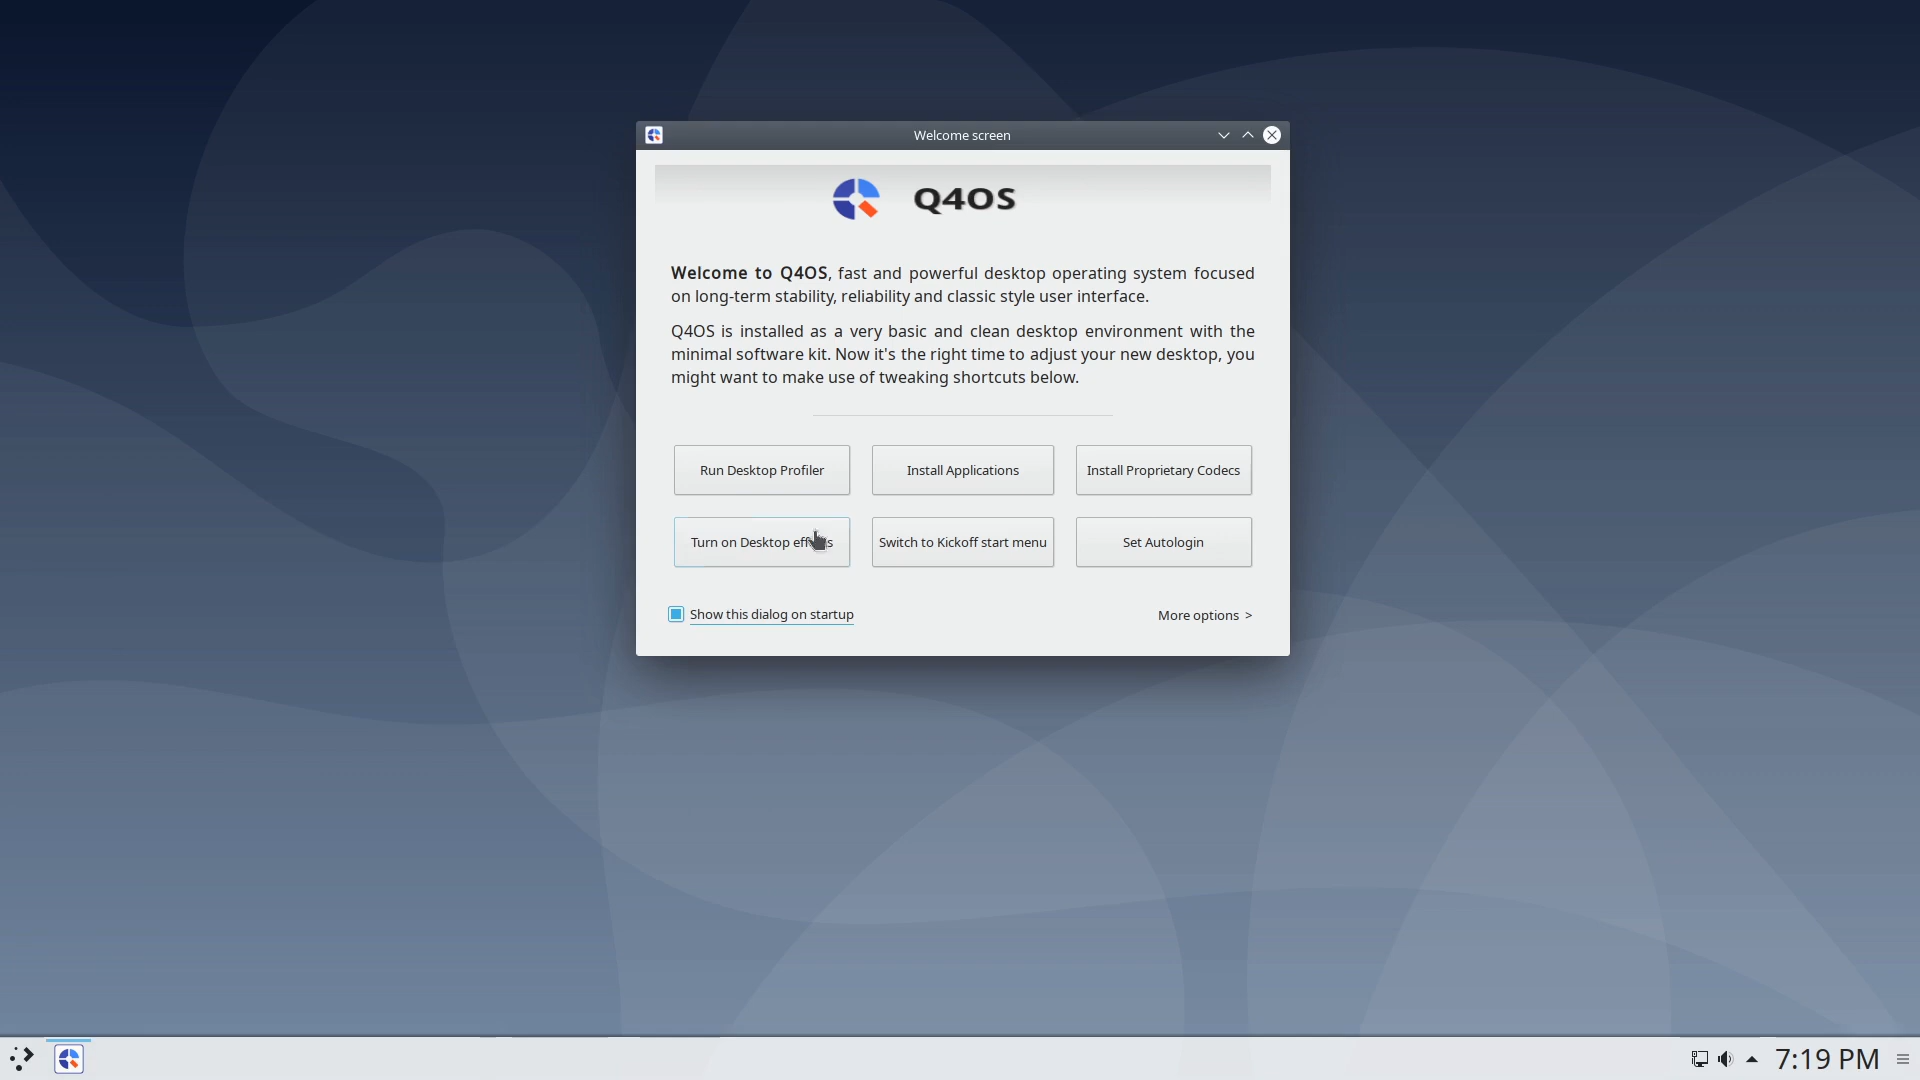 Welcome screen
Q4OS
Welcome to Q4OS, fast and powerful desktop operating system focused
on long-term stability, reliability and classic style user interface.
Q4OS is installed as a very basic and clean desktop environment with the
minimal software kit. Now it's the right time to adjust your new desktop, you
might want to make use of tweaking shortcuts below.
Run Desktop Profiler
Install Applications
Install Proprietary Codecs
Turn on Desktop effects
Switch to Kickoff start menu
Set Autologin
Show this dialog on startup
More options >
7:19 PM